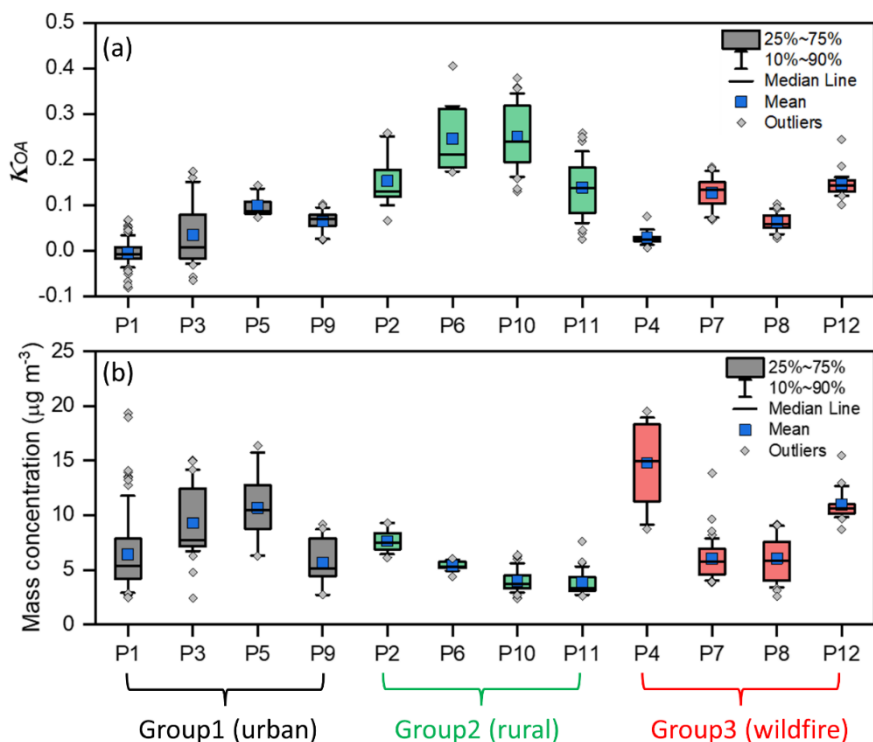 (a)
κOA
0.5
0.4
0.3
0.2
0.1
0.0
-0.1
25%~75%
10%~90%
Median Line
Mean
Outliers
P1 P3 P5 P9 P2 P6 P10 P11 P4 P7 P8 P12
(b)
Mass concentration (μg m-3)
25
20
15
10
5
0
25%~75%
10%~90%
Median Line
Mean
Outliers
P1 P3 P5 P9 P2 P6 P10 P11 P4 P7 P8 P12
Group1 (urban) Group2 (rural) Group3 (wildfire)